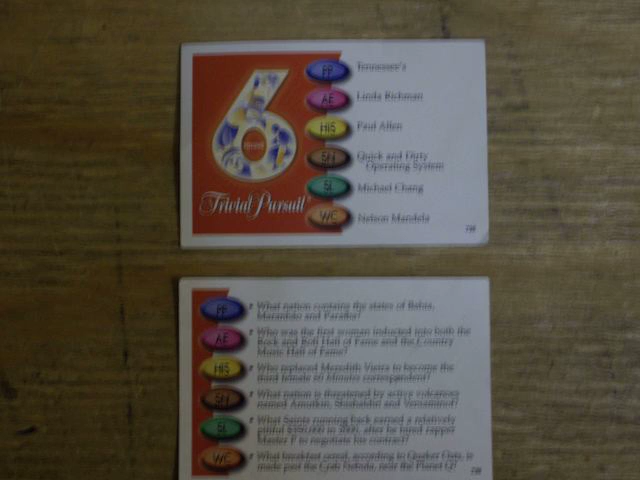 6
Trivial Pursuit
PP Tennessee's
AE Linda Richman
HIS Paul Allen
SN Quick and Dirty
Operating System
SL Michael Chang
WC Nelson Mandela
PP What nation contains the states of Bahia,
Maranhão and Paraíba?
AE Who was the first woman inducted into both the
Rock and Roll Hall of Fame and the Country
Music Hall of Fame?
HIS Who replaced Meredith Vieira to become the
third female 60 Minutes correspondent?
SN What nation is threatened by active volcanoes
named
SL What Saints running back earned a relatively
pitiful in after he hired rapper
Master P to negotiate his contract?
WC What breakfast cereal, according to Quaker Oats, is
made past the Crab Nebula, near the Planet Q?